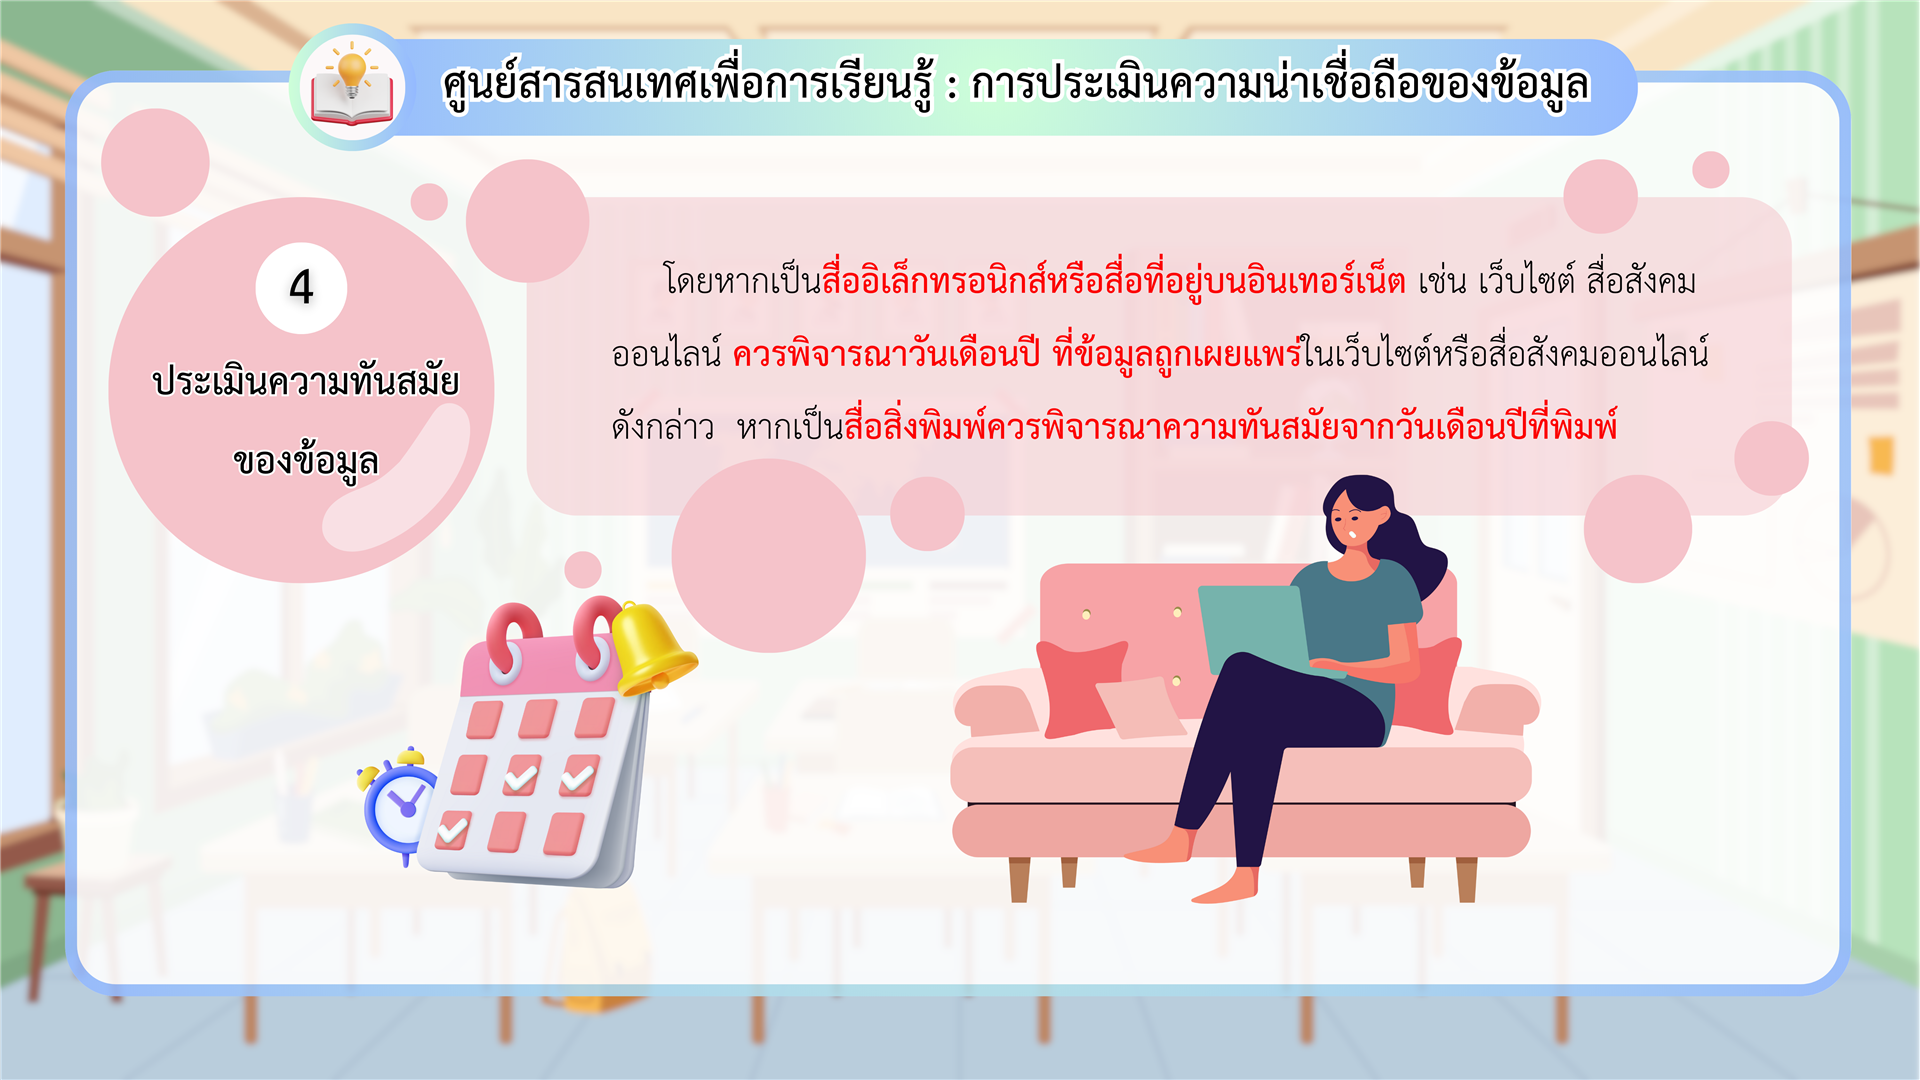 ศูนย์สารสนเทศเพื่อการเรียนรู้ : การประเมินความน่าเชื่อถือของข้อมูล
4
ประเมินความทันสมัย
ของข้อมูล
โดยหากเป็นสื่ออิเล็กทรอนิกส์หรือสื่อที่อยู่บนอินเทอร์เน็ต เช่น เว็บไซต์ สื่อสังคม
ออนไลน์ ควรพิจารณาวันเดือนปี ที่ข้อมูลถูกเผยแพร่ในเว็บไซต์หรือสื่อสังคมออนไลน์
ดังกล่าว หากเป็นสื่อสิ่งพิมพ์ควรพิจารณาความทันสมัยจากวันเดือนปีที่พิมพ์